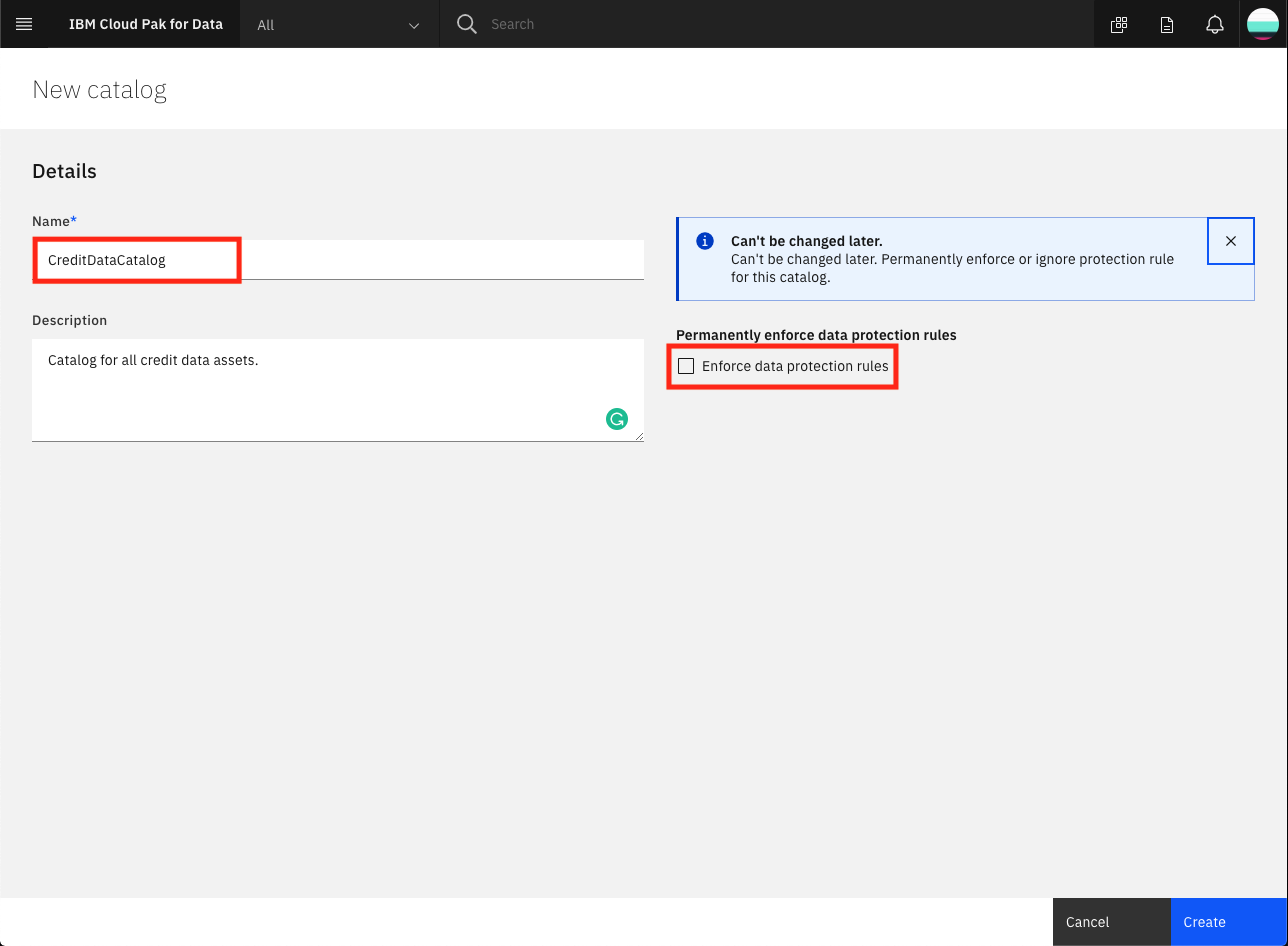 IBM Cloud Pak for Data
All
Search
New catalog
Details
Name*
CreditDataCatalog
Description
Catalog for all credit data assets.
Can't be changed later.
Can't be changed later. Permanently enforce or ignore protection rule
for this catalog.
Permanently enforce data protection rules
Enforce data protection rules
Cancel
Create